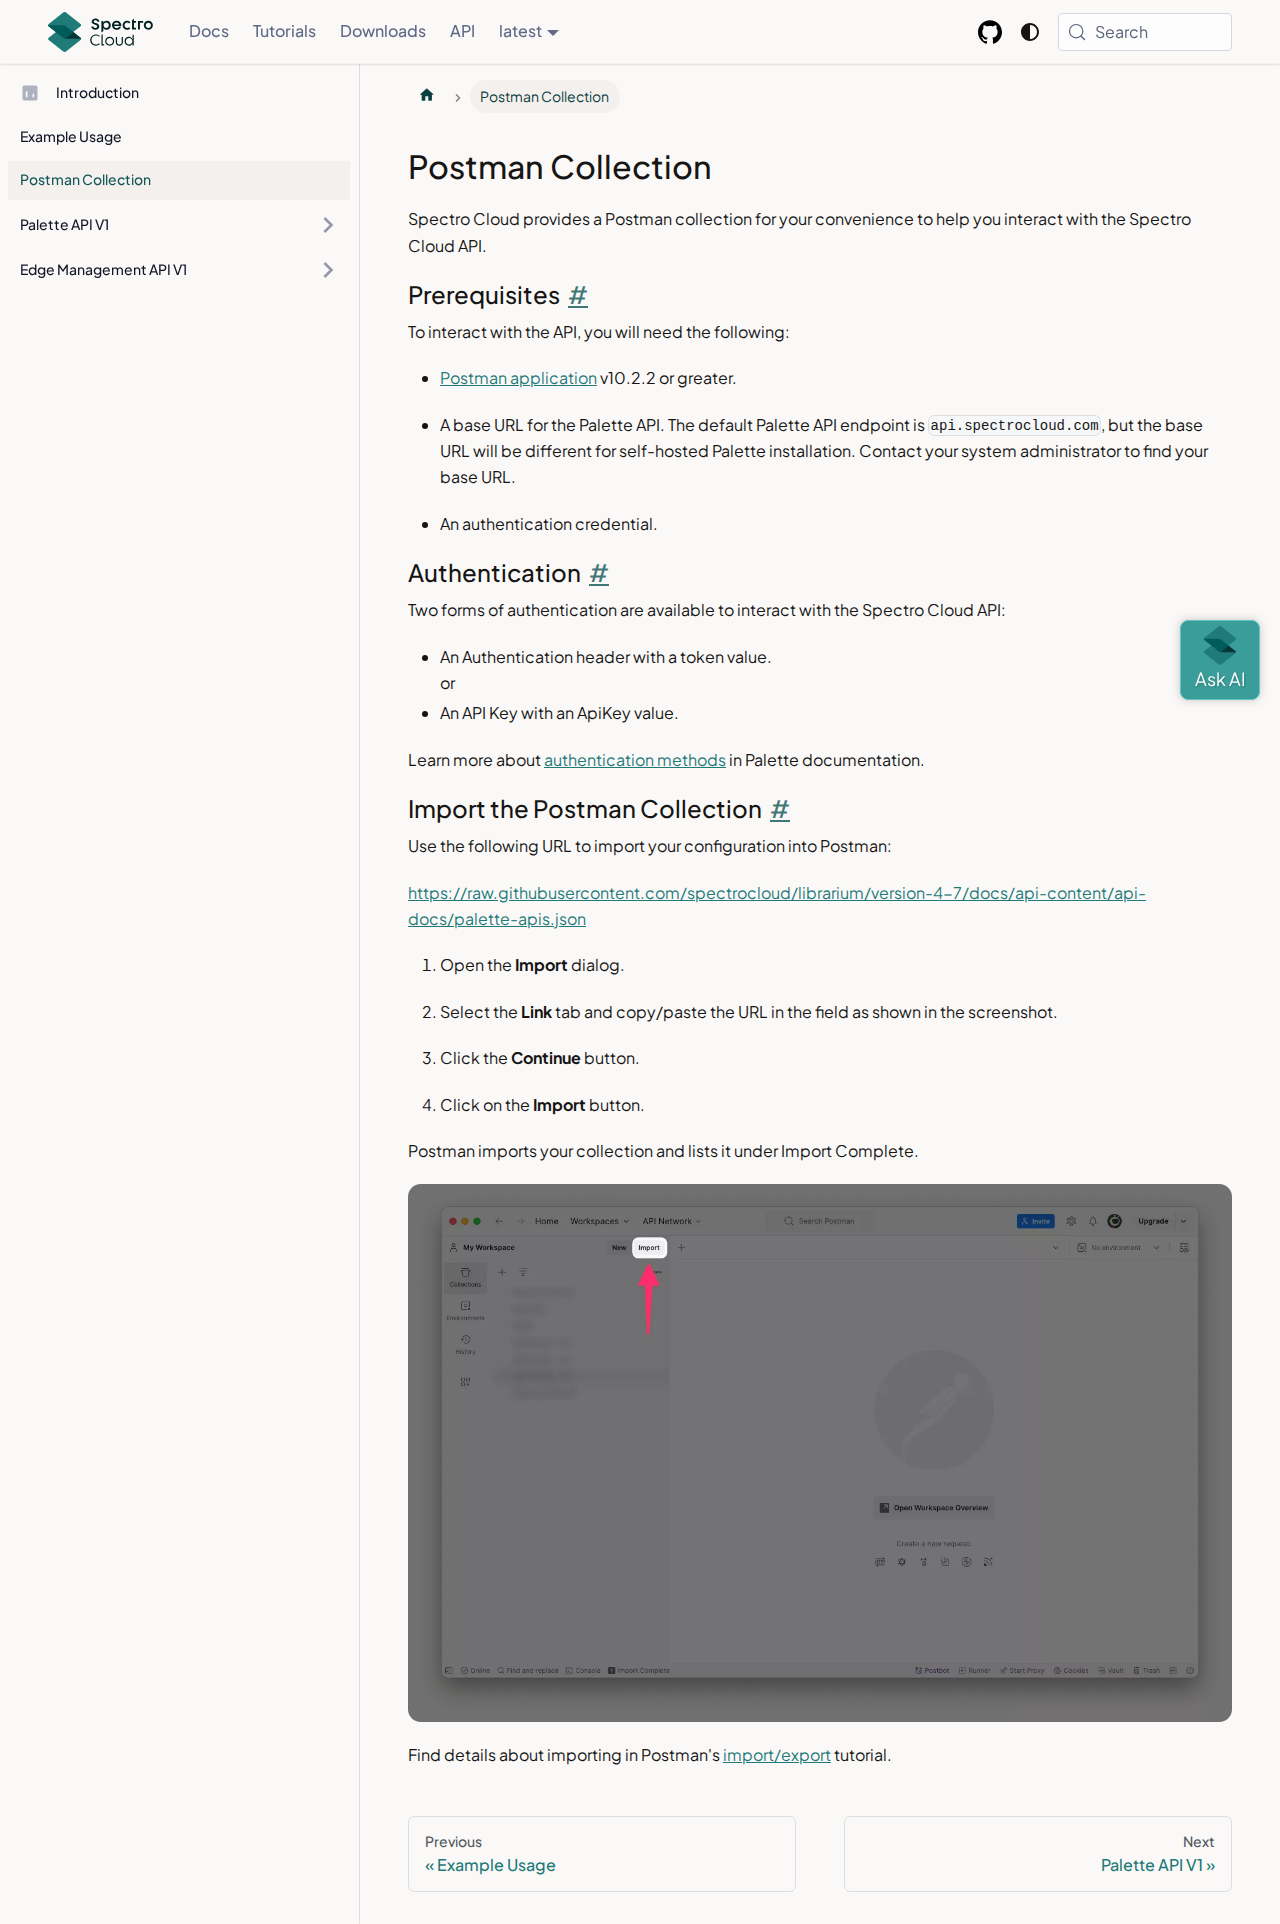 Spectro
Cloud
Docs
Tutorials
Downloads
API
latest
Search
Introduction
Example Usage
Postman Collection
Palette API V1
Edge Management API V1
Postman Collection
Postman Collection
Spectro Cloud provides a Postman collection for your convenience to help you interact with the Spectro
Cloud API.
Prerequisites #
To interact with the API, you will need the following:
Postman application v10.2.2 or greater.
A base URL for the Palette API. The default Palette API endpoint is api.spectrocloud.com, but the base
URL will be different for self-hosted Palette installation. Contact your system administrator to find your
base URL.
An authentication credential.
Authentication #
Two forms of authentication are available to interact with the Spectro Cloud API:
An Authentication header with a token value.
or
An API Key with an ApiKey value.
Ask AI
Learn more about authentication methods in Palette documentation.
Import the Postman Collection #
Use the following URL to import your configuration into Postman:
https://raw.githubusercontent.com/spectrocloud/librarium/version-4-7/docs/api-content/api-
docs/palette-apis.json
1. Open the Import dialog.
2. Select the Link tab and copy/paste the URL in the field as shown in the screenshot.
3. Click the Continue button.
4. Click on the Import button.
Postman imports your collection and lists it under Import Complete.
Home Workspaces API Network Search Postman Invite Upgrade
My Workspace New Import No environment
Collections
Environments
History
Open Workspace Overview
Create a new request:
Online Find and replace Console Import Complete Postbot Runner Start Proxy Cookies Vault Trash
Find details about importing in Postman's import/export tutorial.
Previous
« Example Usage
Next
Palette API V1 »